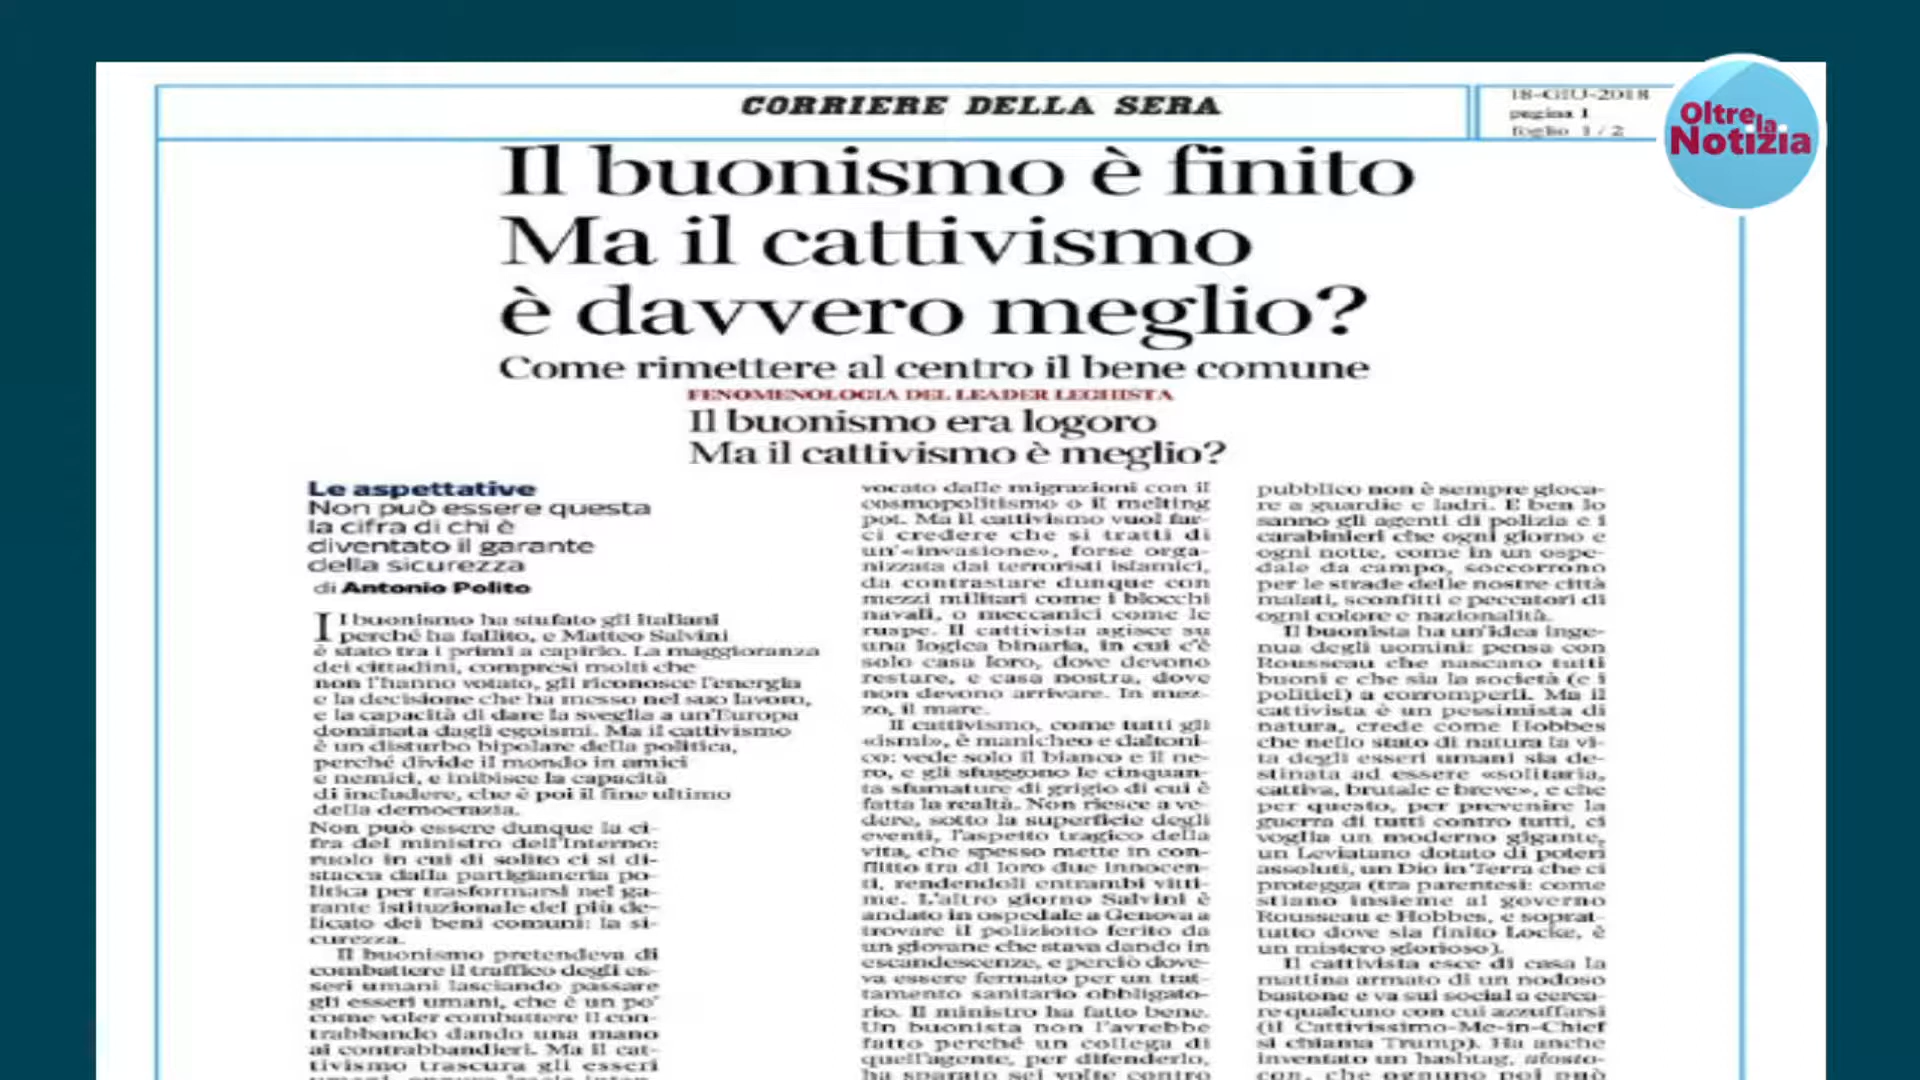 CORRIERE DELLA SERA
18-GIU-2018
pagina 1
foglio 1 / 2
Oltre la
Notizia
Il buonismo è finito
Ma il cattivismo
è davvero meglio?
Come rimettere al centro il bene comune
FENOMENOLOGIA DEL LEADER LEGHISTA
Il buonismo era logoro
Ma il cattivismo è meglio?
Le aspettative
Non può essere questa
la cifra di chi è
diventato il garante
della sicurezza
di Antonio Polito
Il buonismo ha stufato gli italiani
perché ha fallito, e Matteo Salvini
è stato tra i primi a capirlo. La maggioranza
dei cittadini, compresi molti che
non l'hanno votato, gli riconosce l'energia
e la decisione che ha messo nel suo lavoro,
e la capacità di dare la sveglia a un'Europa
dominata dagli egoismi. Ma il cattivismo
è un disturbo bipolare della politica,
perché divide il mondo in amici
e nemici, e inibisce la capacità
di includere, che è poi il fine ultimo
della democrazia.
Non può essere dunque la ci-
fra del ministro dell'Interno:
ruolo in cui di solito ci si di-
stacca dalla partigianeria po-
litica per trasformarsi nel ga-
rante istituzionale del più de-
licato dei beni comuni: la si-
curezza.
Il buonismo pretendeva di
combattere il traffico degli es-
seri umani lasciando passare
gli esseri umani, che è un po'
come voler combattere il con-
trabbando dando una mano
ai contrabbandieri. Ma il cat-
tivismo trascura gli esseri
vocato dalle migrazioni con il
cosmopolitismo o il melting
pot. Ma il cattivismo vuol far-
ci credere che si tratti di
un'«invasione», forse orga-
nizzata dai terroristi islamici,
da contrastare dunque con
mezzi militari come i blocchi
navali, o meccanici come le
ruspe. Il cattivista agisce su
una logica binaria, in cui c'è
solo casa loro, dove devono
restare, e casa nostra, dove
non devono arrivare. In mez-
zo, il mare.
Il cattivismo, come tutti gli
«ismi», è manicheo e daltoni-
co: vede solo il bianco e il ne-
ro, e gli sfuggono le cinquan-
ta sfumature di grigio di cui è
fatta la realtà. Non riesce a ve-
dere, sotto la superficie degli
eventi, l'aspetto tragico della
vita, che spesso mette in con-
flitto tra di loro due innocen-
ti, rendendoli entrambi vitti-
me. L'altro giorno Salvini è
andato in ospedale a Genova a
trovare il poliziotto ferito da
un giovane che stava dando in
escandescenze, e perciò dove-
va essere fermato per un trat-
tamento sanitario obbligato-
rio. Il ministro ha fatto bene.
Un buonista non l'avrebbe
fatto perché un collega di
quell'agente, per difenderlo,
ha sparato sei volte contro
pubblico non è sempre gioca-
re a guardie e ladri. E ben lo
sanno gli agenti di polizia e i
carabinieri che ogni giorno e
ogni notte, come in un ospe-
dale da campo, soccorrono
per le strade delle nostre città
malati, sconfitti e peccatori di
ogni colore e nazionalità.
Il buonista ha un'idea inge-
nua degli uomini: pensa con
Rousseau che nascano tutti
buoni e che sia la società (e i
politici) a corromperli. Ma il
cattivista è un pessimista di
natura, crede come Hobbes
che nello stato di natura la vi-
ta degli esseri umani sia de-
stinata ad essere «solitaria,
cattiva, brutale e breve», e che
per questo, per prevenire la
guerra di tutti contro tutti, ci
voglia un moderno gigante,
un Leviatano dotato di poteri
assoluti, un Dio in Terra che ci
protegga (tra parentesi: come
stiano insieme al governo
Rousseau e Hobbes, e soprat-
tutto dove sia finito Locke, è
un mistero glorioso).
Il cattivista esce di casa la
mattina armato di un nodoso
bastone e va sui social a cerca-
re qualcuno con cui azzuffarsi
(il Cattivissimo-Me-in-Chief
si chiama Trump). Ha anche
inventato un hashtag, #iosto-
con, che ognuno poi può